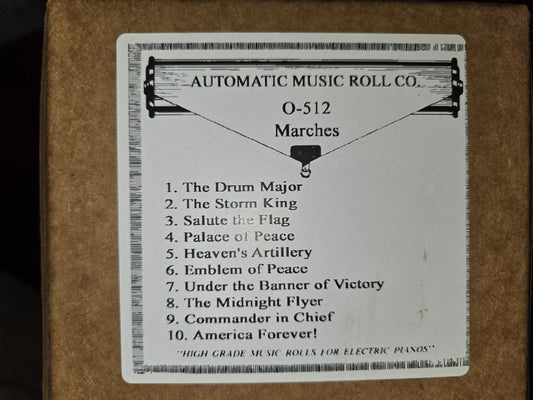 AUTOMATIC MUSIC ROLL CO.
O-512
Marches
1. The Drum Major
2. The Storm King
3. Salute the Flag
4. Palace of Peace
5. Heaven's Artillery
6. Emblem of Peace
7. Under the Banner of Victory
8. The Midnight Flyer
9. Commander in Chief
10. America Forever!
"HIGH GRADE MUSIC ROLLS FOR ELECTRIC PIANOS"